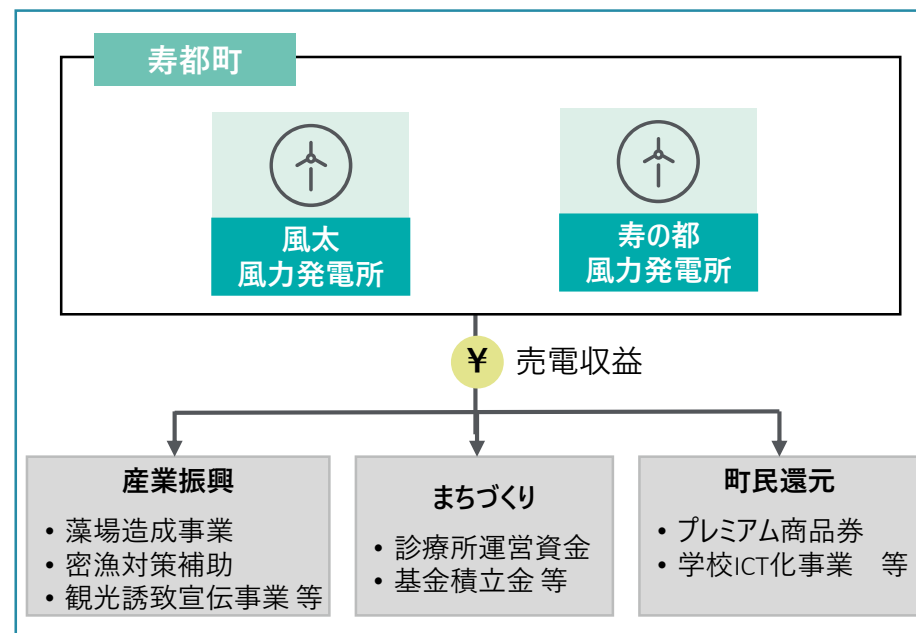 寿都町
風太
風力発電所
寿の都
風力発電所
¥ 売電収益
産業振興
• 藻場造成事業
• 密漁対策補助
• 観光誘致宣伝事業 等
まちづくり
• 診療所運営資金
• 基金積立金 等
町民還元
• プレミアム商品券
• 学校ICT化事業　等